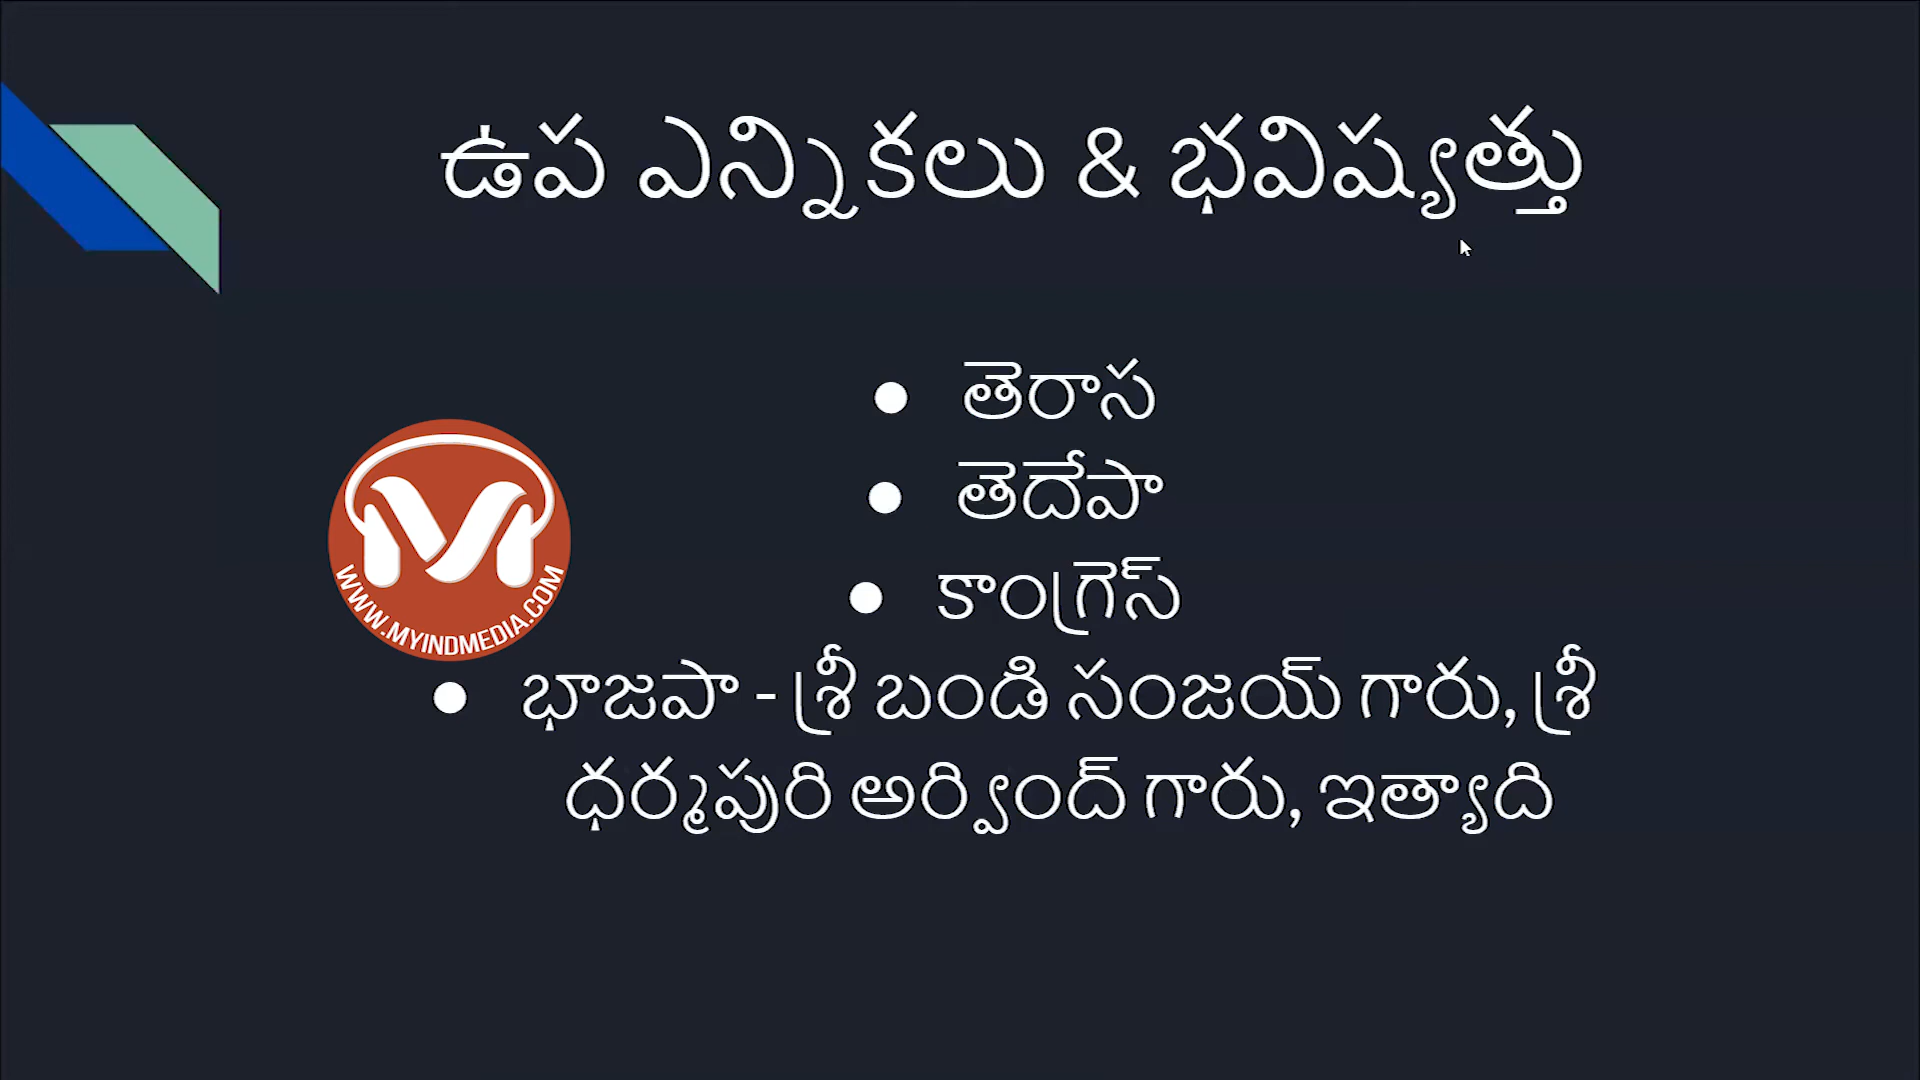 ఉప ఎన్నికలు & భవిష్యత్తు
● తెరాస
● తెదేపా
● కాంగ్రెస్
● భాజపా - శ్రీ బండి సంజయ్ గారు, శ్రీ
ధర్మపురి అర్వింద్ గారు, ఇత్యాది
WWW.MYINDMEDIA.COM